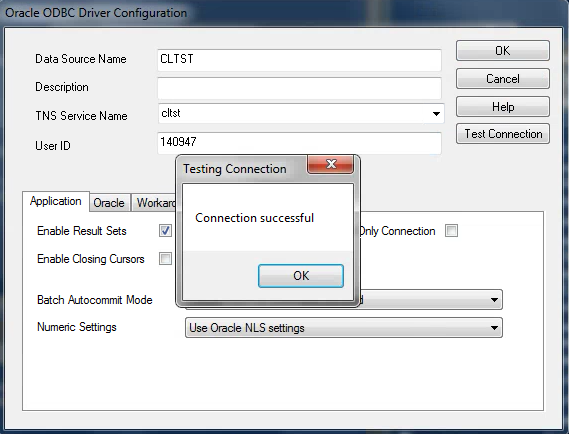 Oracle ODBC Driver Configuration
Data Source Name CLTST OK
Description Cancel
TNS Service Name cltst Help
User ID 140947 Test Connection
Testing Connection
Connection successful
OK
Application Oracle
Enable Result Sets Only Connection
Enable Closing Cursors
Batch Autocommit Mode
Numeric Settings Use Oracle NLS settings